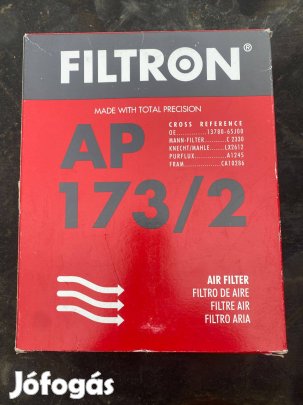 FILTRON®
MADE WITH TOTAL PRECISION
CROSS REFERENCE
OE....................13780-65J00
MANN-FILTER...........C 2330
KNECHT/MAHLE..........LX2612
PURFLUX...............A1245
FRAM..................CA10286
AP
173/2
AIR FILTER
FILTRO DE AIRE
FILTRE AIR
FILTRO ARIA
Jófogás